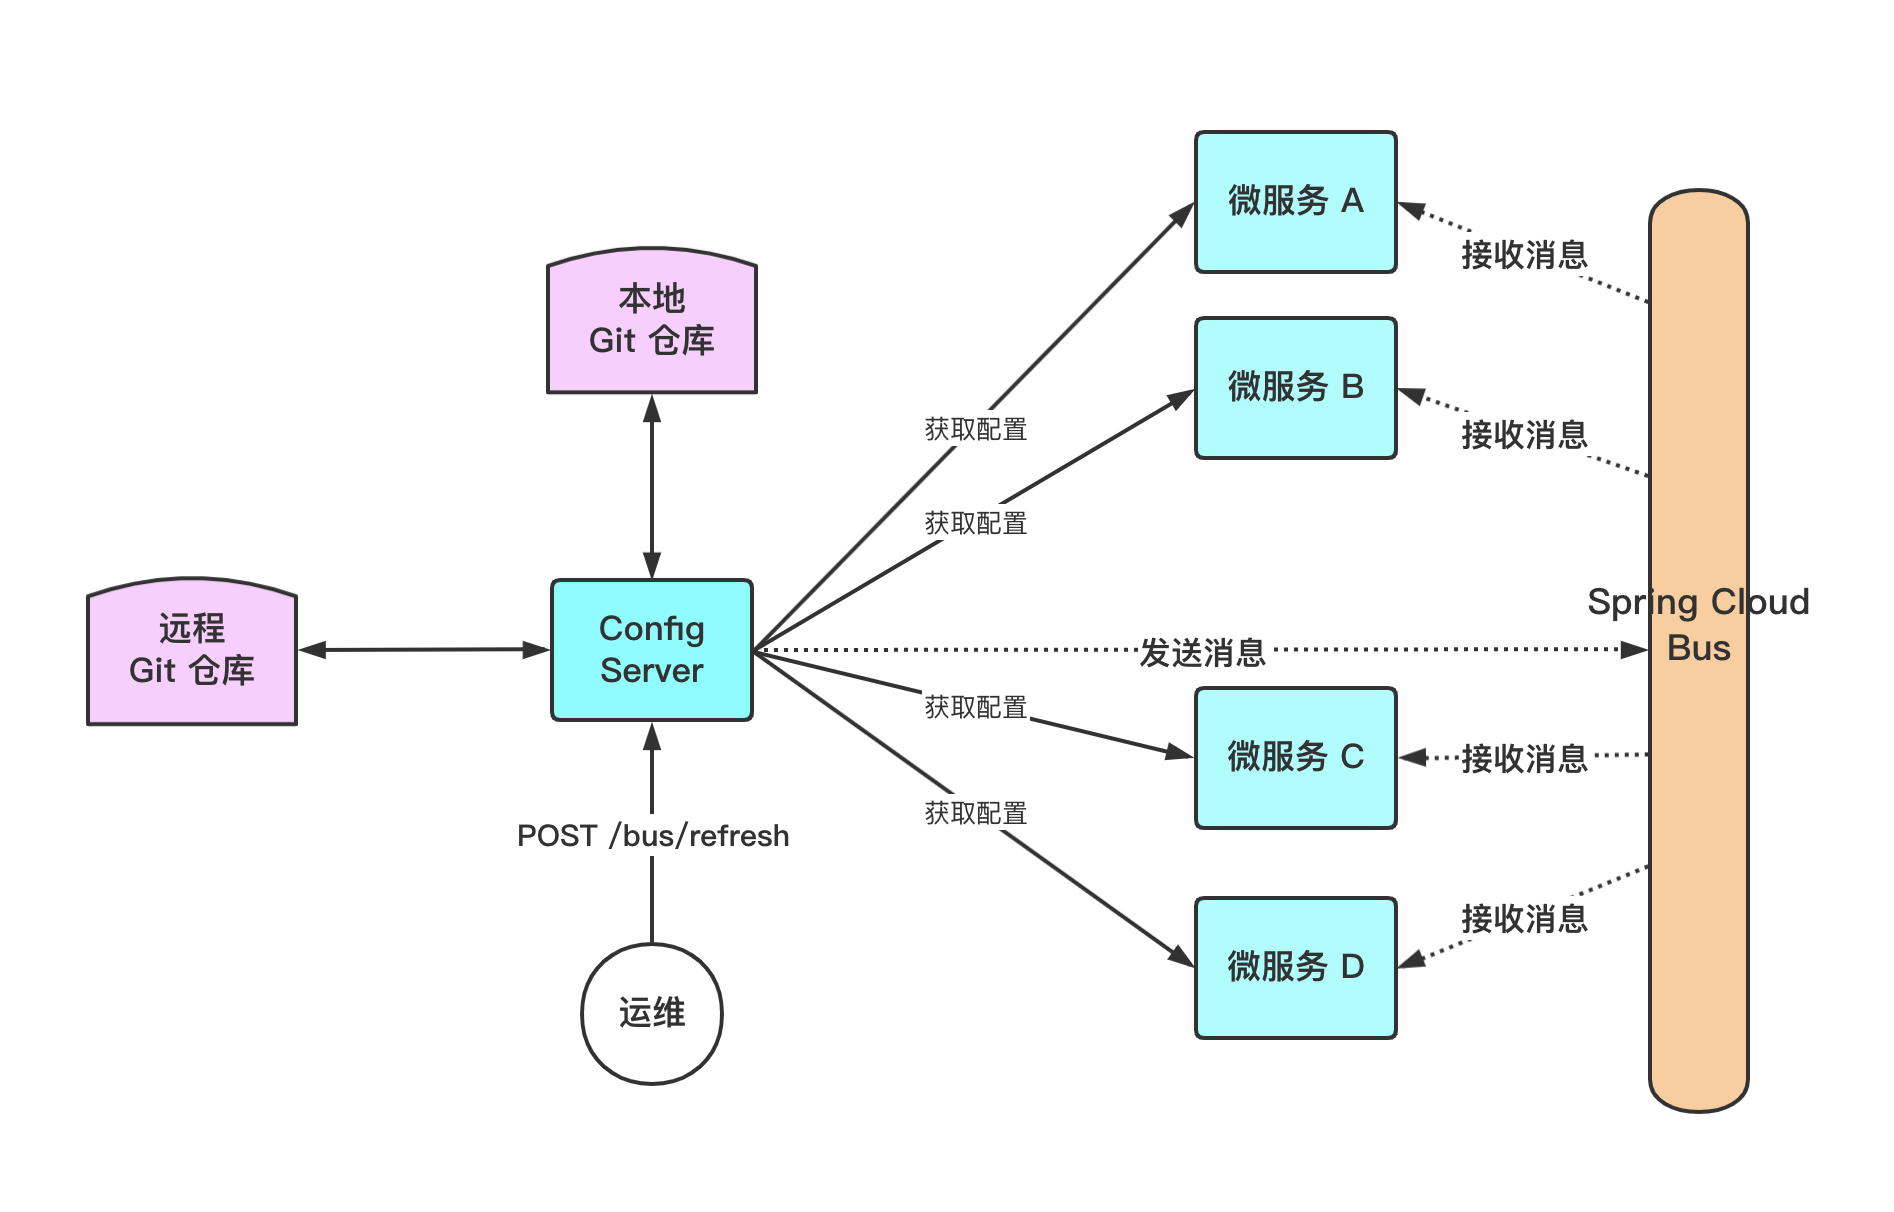 微服务 A
接收消息
本地
Git 仓库
微服务 B
获取配置
接收消息
获取配置
远程
Git 仓库
Config
Server
发送消息
Spring Cloud
Bus
获取配置
微服务 C
接收消息
获取配置
POST /bus/refresh
接收消息
微服务 D
运维